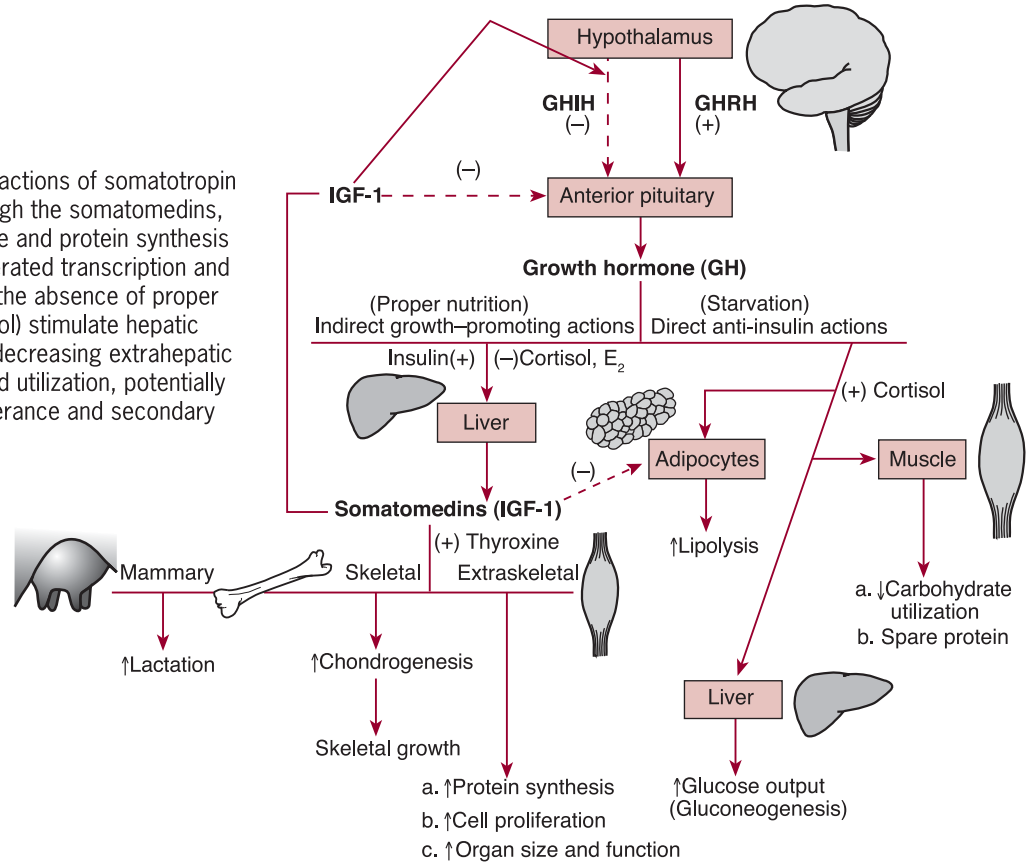 actions of somatotropin
gh the somatomedins,
e and protein synthesis
rated transcription and
the absence of proper
ol) stimulate hepatic
decreasing extrahepatic
d utilization, potentially
erance and secondary
Hypothalamus
GHIH
(–)
GHRH
(+)
IGF-1
(–)
Anterior pituitary
Growth hormone (GH)
(Proper nutrition)
Indirect growth–promoting actions
(Starvation)
Direct anti-insulin actions
Insulin(+)
(–)Cortisol, E₂
(+) Cortisol
Liver
Adipocytes
Muscle
(–)
Somatomedins (IGF-1)
↑Lipolysis
(+) Thyroxine
Mammary
Skeletal
Extraskeletal
a. ↓Carbohydrate
utilization
b. Spare protein
↑Lactation
↑Chondrogenesis
Liver
Skeletal growth
a. ↑Protein synthesis
b. ↑Cell proliferation
c. ↑Organ size and function
↑Glucose output
(Gluconeogenesis)